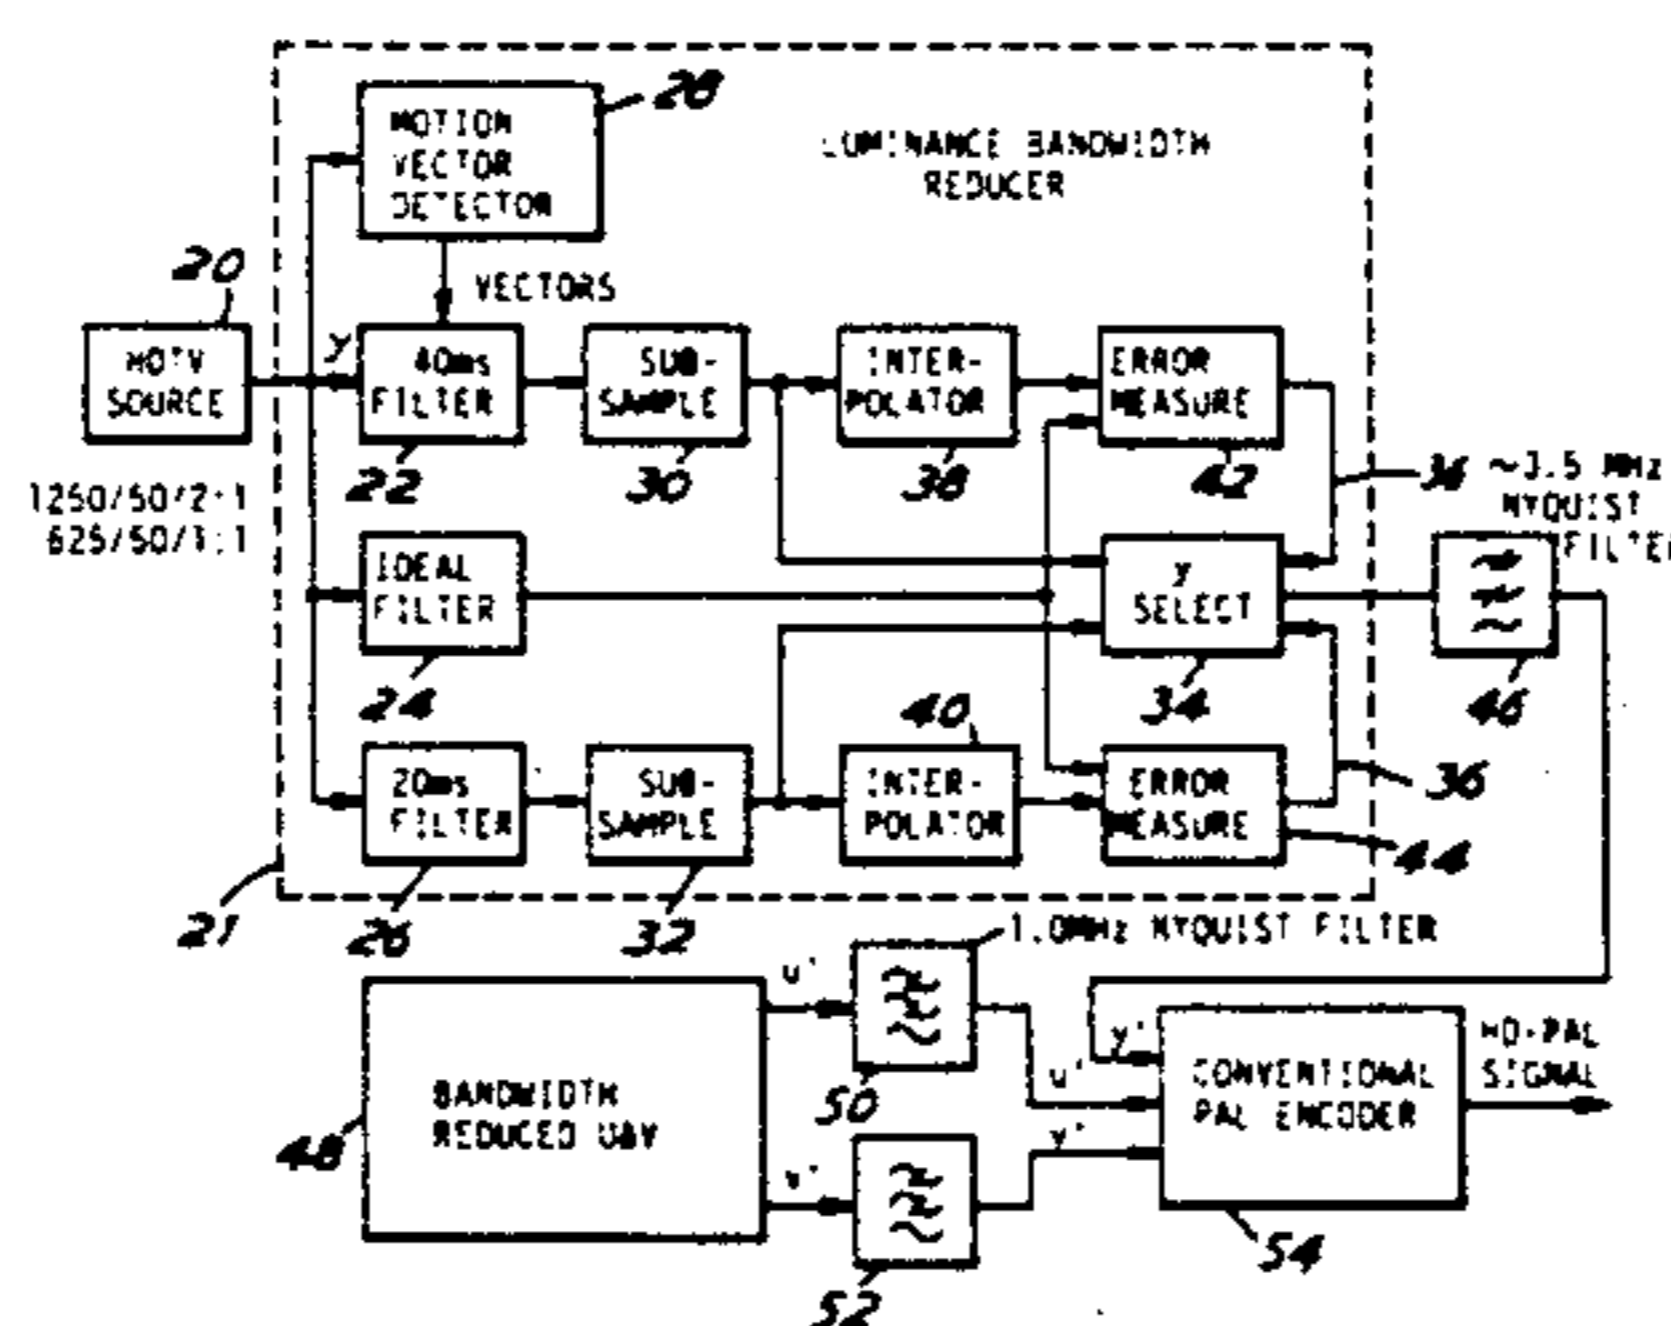 28
MOTION
VECTOR
DETECTOR
LUMINANCE BANDWIDTH
REDUCER
20
VECTORS
HDTV
SOURCE
y
40ms
FILTER
SUB-
SAMPLE
INTER-
POLATOR
ERROR
MEASURE
1250/50/2:1
625/50/1:1
22
30
38
42
36
~3.5 MHz
NYQUIST
FILTER
IDEAL
FILTER
y
SELECT
24
34
46
40
20ms
FILTER
SUB-
SAMPLE
INTER-
POLATOR
ERROR
MEASURE
36
44
21
26
32
1.0MHz NYQUIST FILTER
u'
y'
HD-PAL
SIGNAL
BANDWIDTH
REDUCED U&V
48
50
u'
v'
CONVENTIONAL
PAL ENCODER
v'
52
54